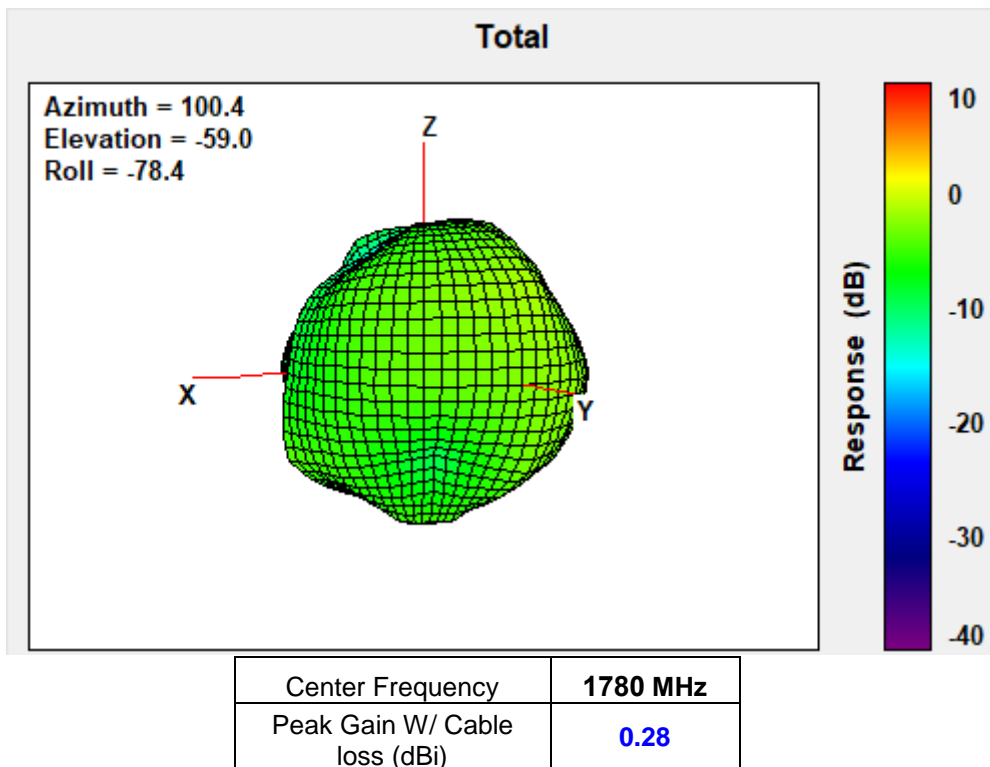 Total
Azimuth = 100.4
Elevation = -59.0
Roll = -78.4
Z
X
Y
10
0
-10
-20
-30
-40
Response (dB)
Center Frequency 1780 MHz
Peak Gain W/ Cable
loss (dBi) 0.28